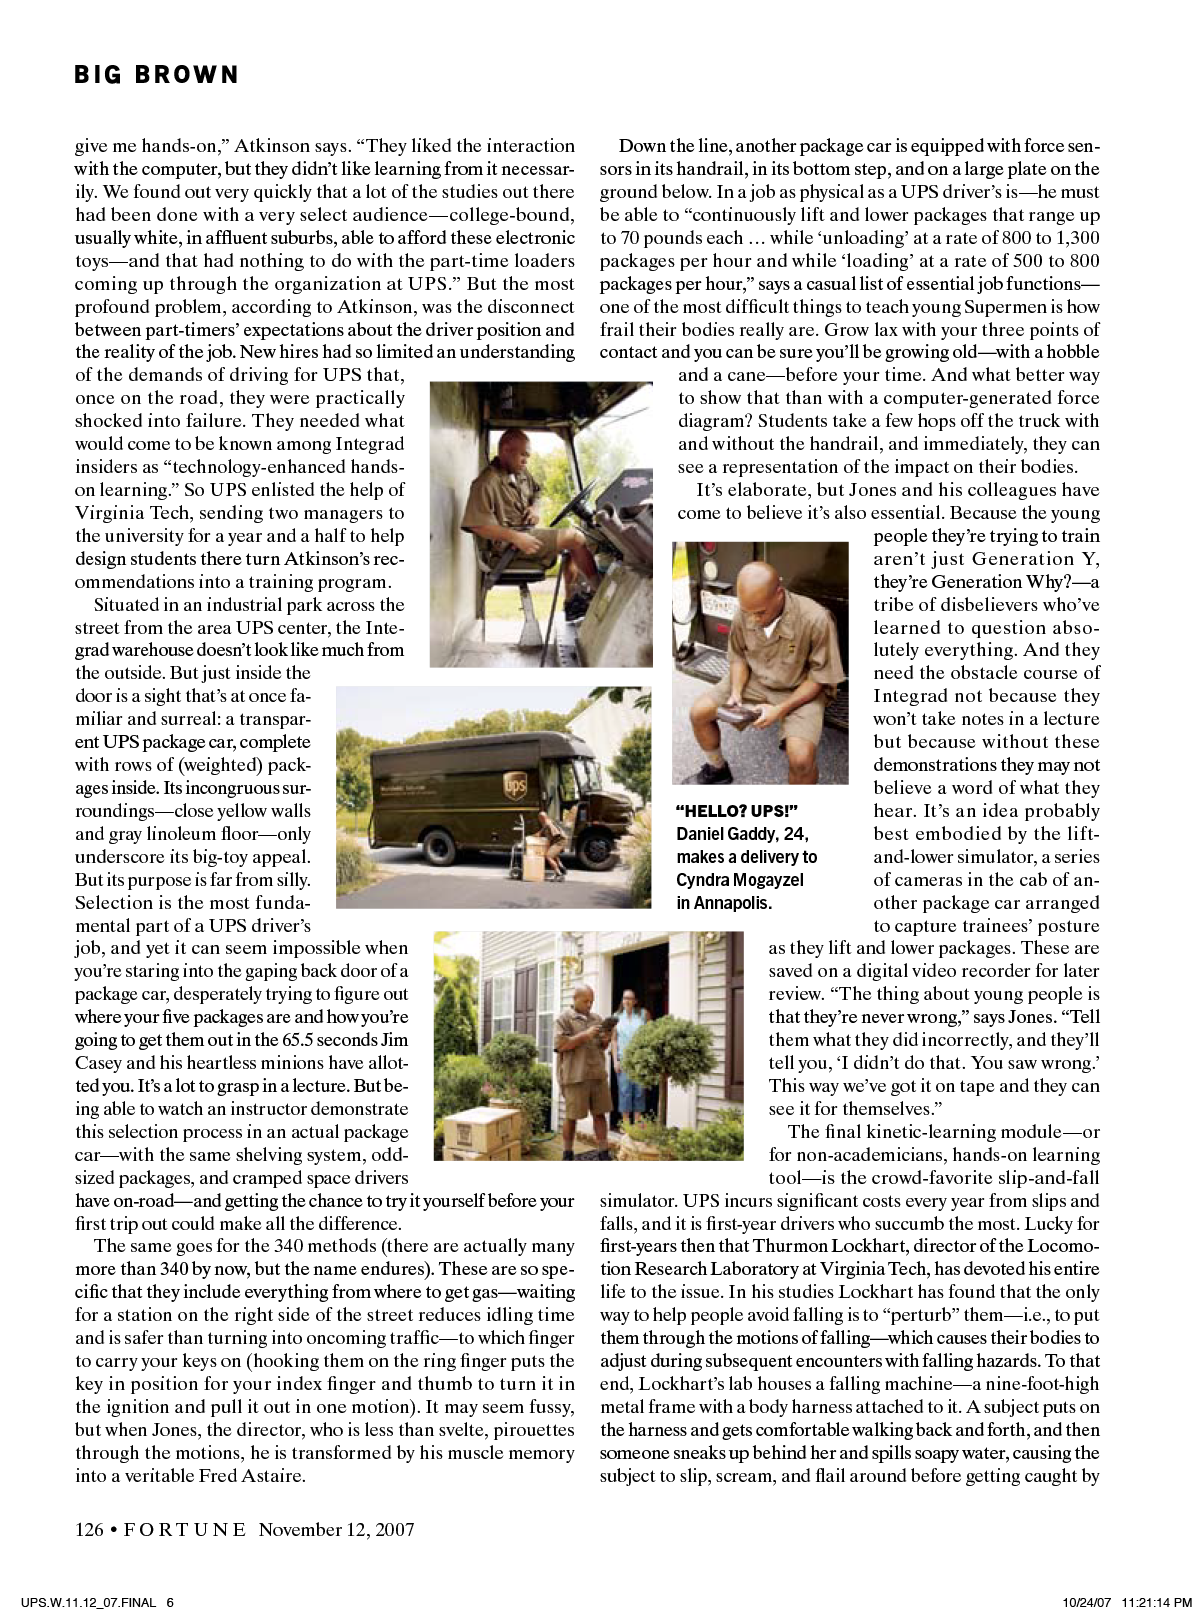 BIG BROWN
give me hands-on,” Atkinson says. “They liked the interaction
with the computer, but they didn’t like learning from it necessar-
ily. We found out very quickly that a lot of the studies out there
had been done with a very select audience—college-bound,
usually white, in affluent suburbs, able to afford these electronic
toys—and that had nothing to do with the part-time loaders
coming up through the organization at UPS.” But the most
profound problem, according to Atkinson, was the disconnect
between part-timers’ expectations about the driver position and
the reality of the job. New hires had so limited an understanding
of the demands of driving for UPS that,
once on the road, they were practically
shocked into failure. They needed what
would come to be known among Integrad
insiders as “technology-enhanced hands-
on learning.” So UPS enlisted the help of
Virginia Tech, sending two managers to
the university for a year and a half to help
design students there turn Atkinson’s rec-
ommendations into a training program.
Situated in an industrial park across the
street from the area UPS center, the Inte-
grad warehouse doesn’t look like much from
the outside. But just inside the
door is a sight that’s at once fa-
miliar and surreal: a transpar-
ent UPS package car, complete
with rows of (weighted) pack-
ages inside. Its incongruous sur-
roundings—close yellow walls
and gray linoleum floor—only
underscore its big-toy appeal.
But its purpose is far from silly.
Selection is the most funda-
mental part of a UPS driver’s
job, and yet it can seem impossible when
you’re staring into the gaping back door of a
package car, desperately trying to figure out
where your five packages are and how you’re
going to get them out in the 65.5 seconds Jim
Casey and his heartless minions have allot-
ted you. It’s a lot to grasp in a lecture. But be-
ing able to watch an instructor demonstrate
this selection process in an actual package
car—with the same shelving system, odd-
sized packages, and cramped space drivers
have on-road—and getting the chance to try it yourself before your
first trip out could make all the difference.
The same goes for the 340 methods (there are actually many
more than 340 by now, but the name endures). These are so spe-
cific that they include everything from where to get gas—waiting
for a station on the right side of the street reduces idling time
and is safer than turning into oncoming traffic—to which finger
to carry your keys on (hooking them on the ring finger puts the
key in position for your index finger and thumb to turn it in
the ignition and pull it out in one motion). It may seem fussy,
but when Jones, the director, who is less than svelte, pirouettes
through the motions, he is transformed by his muscle memory
into a veritable Fred Astaire.
Down the line, another package car is equipped with force sen-
sors in its handrail, in its bottom step, and on a large plate on the
ground below. In a job as physical as a UPS driver’s is—he must
be able to “continuously lift and lower packages that range up
to 70 pounds each … while ‘unloading’ at a rate of 800 to 1,300
packages per hour and while ‘loading’ at a rate of 500 to 800
packages per hour,” says a casual list of essential job functions—
one of the most difficult things to teach young Supermen is how
frail their bodies really are. Grow lax with your three points of
contact and you can be sure you’ll be growing old—with a hobble
and a cane—before your time. And what better way
to show that than with a computer-generated force
diagram? Students take a few hops off the truck with
and without the handrail, and immediately, they can
see a representation of the impact on their bodies.
It’s elaborate, but Jones and his colleagues have
come to believe it’s also essential. Because the young
people they’re trying to train
aren’t just Generation Y,
they’re Generation Why?—a
tribe of disbelievers who’ve
learned to question abso-
lutely everything. And they
need the obstacle course of
Integrad not because they
won’t take notes in a lecture
but because without these
demonstrations they may not
believe a word of what they
hear. It’s an idea probably
best embodied by the lift-
and-lower simulator, a series
of cameras in the cab of an-
other package car arranged
to capture trainees’ posture
as they lift and lower packages. These are
saved on a digital video recorder for later
review. “The thing about young people is
that they’re never wrong,” says Jones. “Tell
them what they did incorrectly, and they’ll
tell you, ‘I didn’t do that. You saw wrong.’
This way we’ve got it on tape and they can
see it for themselves.”
The final kinetic-learning module—or
for non-academicians, hands-on learning
tool—is the crowd-favorite slip-and-fall
simulator. UPS incurs significant costs every year from slips and
falls, and it is first-year drivers who succumb the most. Lucky for
first-years then that Thurmon Lockhart, director of the Locomo-
tion Research Laboratory at Virginia Tech, has devoted his entire
life to the issue. In his studies Lockhart has found that the only
way to help people avoid falling is to “perturb” them—i.e., to put
them through the motions of falling—which causes their bodies to
adjust during subsequent encounters with falling hazards. To that
end, Lockhart’s lab houses a falling machine—a nine-foot-high
metal frame with a body harness attached to it. A subject puts on
the harness and gets comfortable walking back and forth, and then
someone sneaks up behind her and spills soapy water, causing the
subject to slip, scream, and flail around before getting caught by
ups
“HELLO? UPS!”
Daniel Gaddy, 24,
makes a delivery to
Cyndra Mogayzel
in Annapolis.
126 • FORTUNE November 12, 2007
UPS.W.11.12_07.FINAL 6
10/24/07 11:21:14 PM